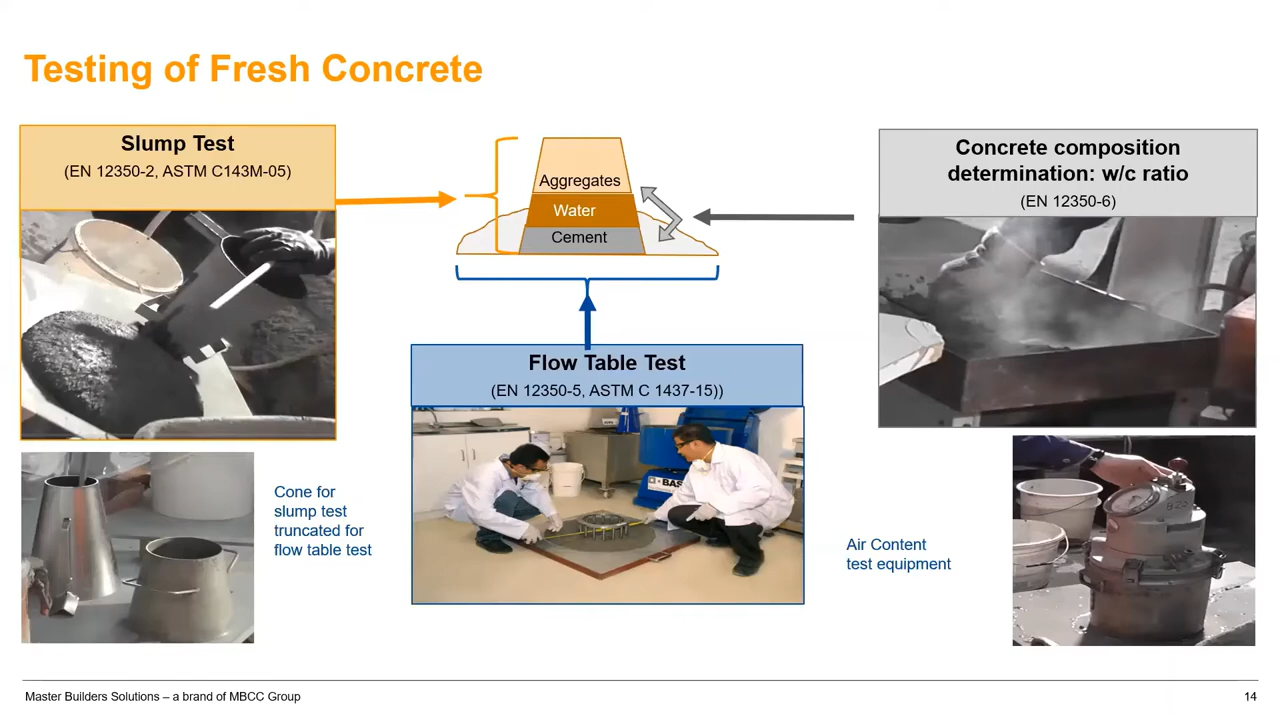 Testing of Fresh Concrete
Slump Test
(EN 12350-2, ASTM C143M-05)
Aggregates
Water
Cement
Concrete composition
determination: w/c ratio
(EN 12350-6)
Flow Table Test
(EN 12350-5, ASTM C 1437-15))
BAS
Cone for
slump test
truncated for
flow table test
Air Content
test equipment
Master Builders Solutions – a brand of MBCC Group
14